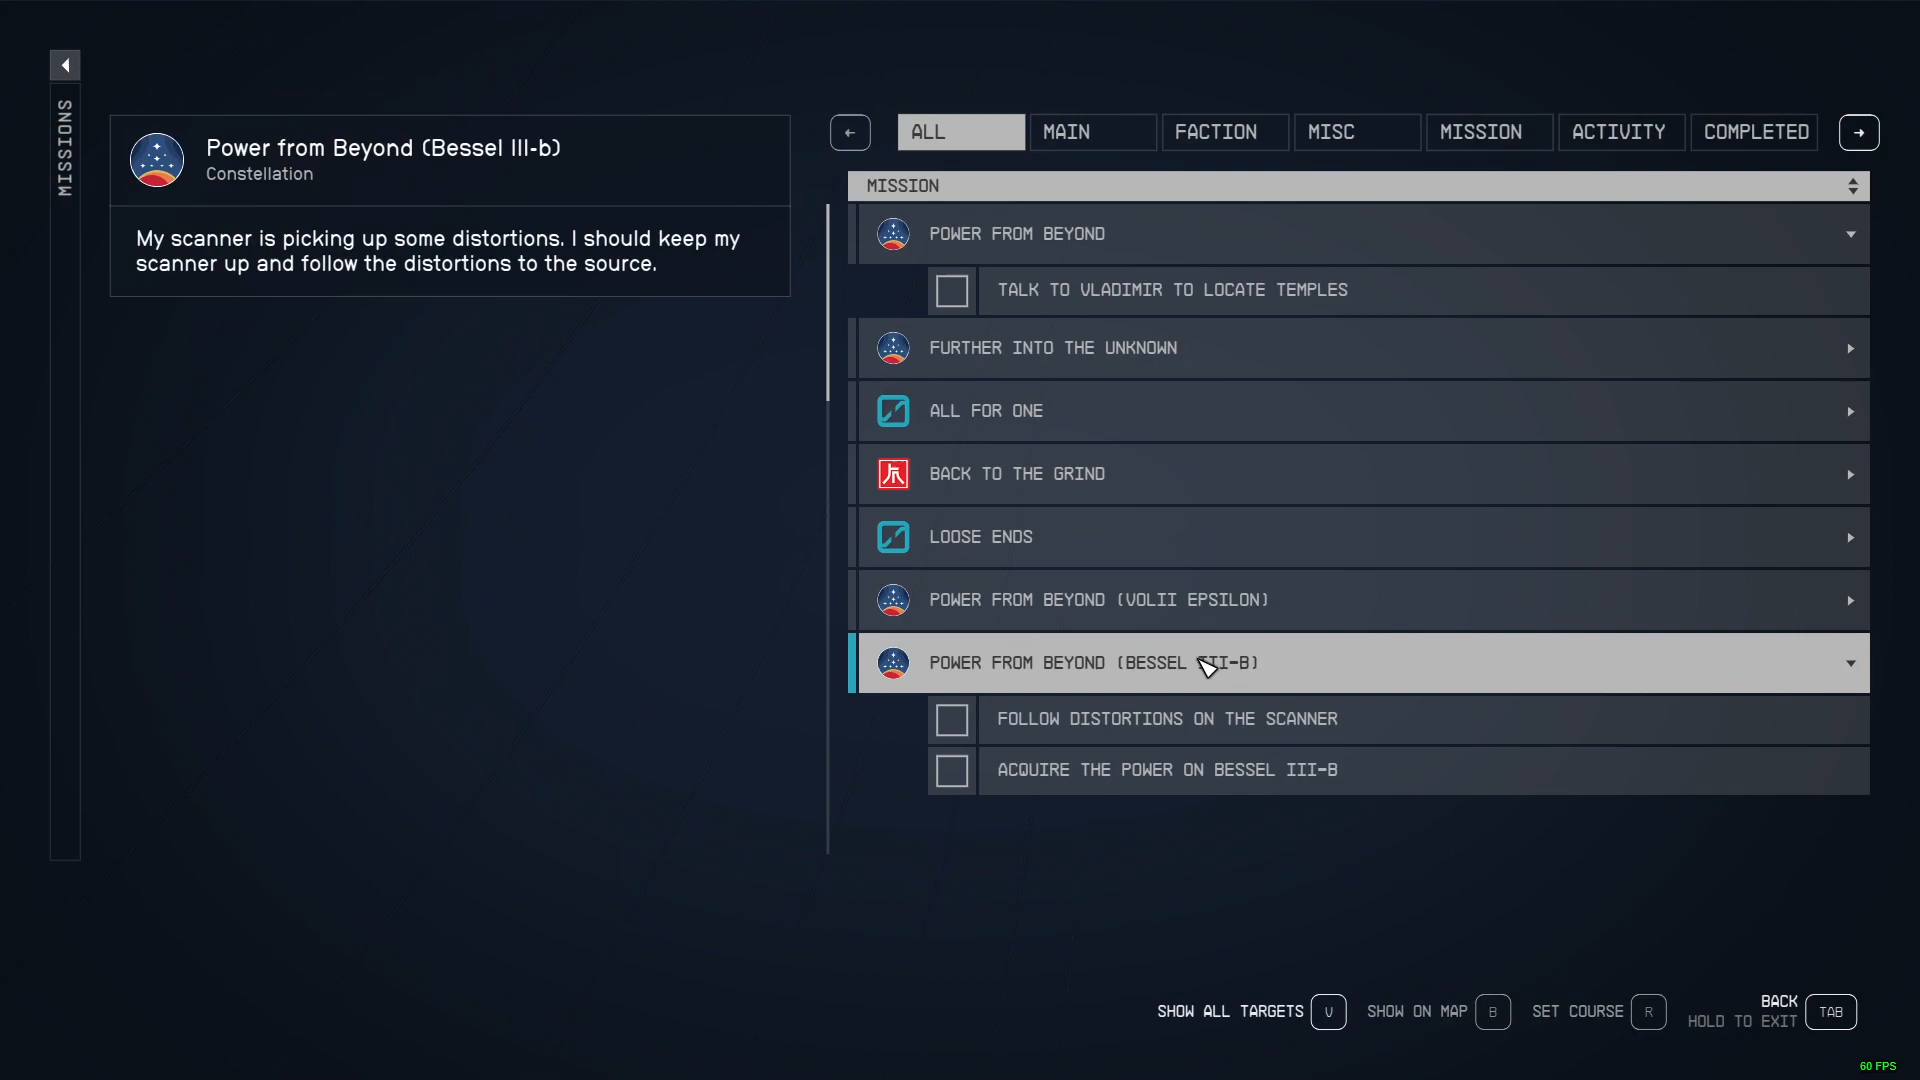 MISSIONS
Power from Beyond (Bessel III-b)
Constellation
My scanner is picking up some distortions. I should keep my
scanner up and follow the distortions to the source.
ALL
MAIN
FACTION
MISC
MISSION
ACTIVITY
COMPLETED
MISSION
POWER FROM BEYOND
TALK TO VLADIMIR TO LOCATE TEMPLES
FURTHER INTO THE UNKNOWN
ALL FOR ONE
BACK TO THE GRIND
LOOSE ENDS
POWER FROM BEYOND (VOLII EPSILON)
POWER FROM BEYOND (BESSEL III-B)
FOLLOW DISTORTIONS ON THE SCANNER
ACQUIRE THE POWER ON BESSEL III-B
SHOW ALL TARGETS V
SHOW ON MAP B
SET COURSE R
BACK
HOLD TO EXIT
TAB
60 FPS